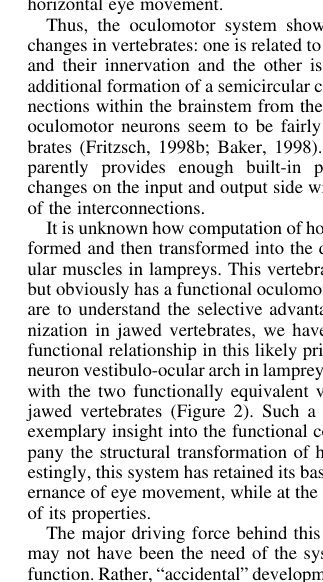 horizontal eye movement.
Thus, the oculomotor system show
changes in vertebrates: one is related to
and their innervation and the other is
additional formation of a semicircular c
nections within the brainstem from the
oculomotor neurons seem to be fairly
brates (Fritzsch, 1998b; Baker, 1998).
parently provides enough built-in p
changes on the input and output side wi
of the interconnections.
It is unknown how computation of ho
formed and then transformed into the c
ular muscles in lampreys. This vertebra
but obviously has a functional oculomo
are to understand the selective advanta
nization in jawed vertebrates, we have
functional relationship in this likely pri
neuron vestibulo-ocular arch in lamprey
with the two functionally equivalent v
jawed vertebrates (Figure 2). Such a
exemplary insight into the functional c
pany the structural transformation of h
estingly, this system has retained its bas
ernance of eye movement, while at the
of its properties.
The major driving force behind this
may not have been the need of the sys
function. Rather, “accidental” developm